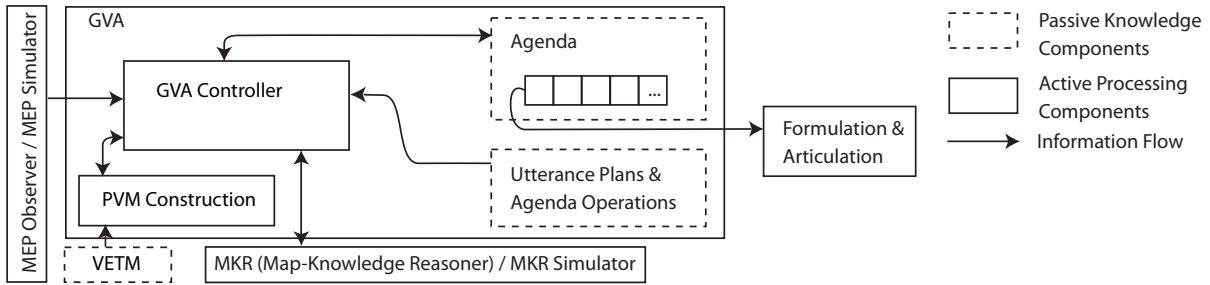 MEP Observer / MEP Simulator
GVA
GVA Controller
Agenda
...
PVM Construction
Utterance Plans &
Agenda Operations
VETM
MKR (Map-Knowledge Reasoner) / MKR Simulator
Formulation &
Articulation
Passive Knowledge
Components
Active Processing
Components
Information Flow